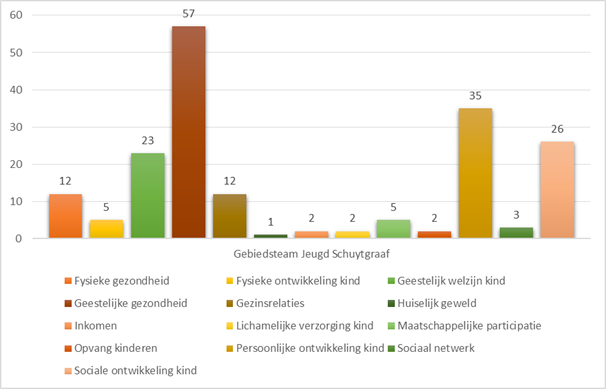 60
57
50
40
35
30
26
23
20
12
12
10
5
5
3
2
2
2
1
0
Gebiedsteam Jeugd Schuytgraaf
Fysieke gezondheid
Fysieke ontwikkeling kind
Geestelijk welzijn kind
Geestelijke gezondheid
Gezinsrelaties
Huiselijk geweld
Inkomen
Lichamelijke verzorging kind
Maatschappelijke participatie
Opvang kinderen
Persoonlijke ontwikkeling kind
Sociaal netwerk
Sociale ontwikkeling kind